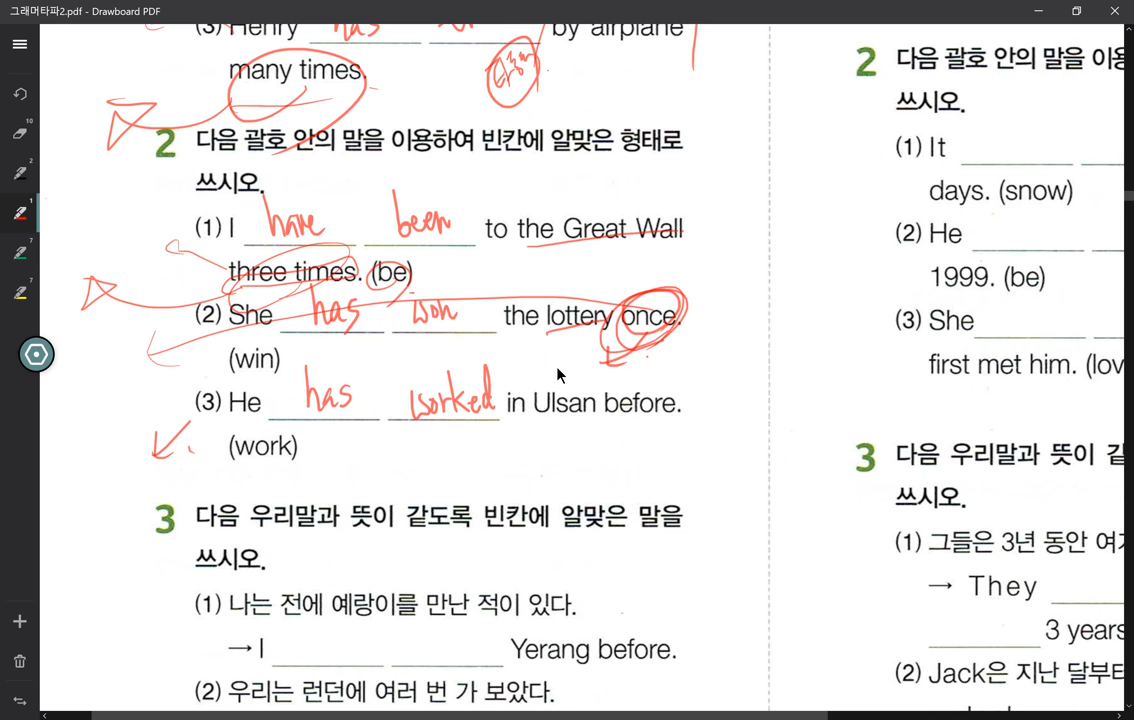 그래머타파2.pdf - Drawboard PDF
(3) Henry has by airplane
many times.
2 다음 괄호 안의 말을 이용하여 빈칸에 알맞은 형태로
쓰시오.
(1) I have been to the Great Wall
three times. (be)
(2) She has won the lottery once.
(win)
(3) He has worked in Ulsan before.
(work)
3 다음 우리말과 뜻이 같도록 빈칸에 알맞은 말을
쓰시오.
(1) 나는 전에 예랑이를 만난 적이 있다.
→ I Yerang before.
(2) 우리는 런던에 여러 번 가 보았다.
2 다음 괄호 안의 말을 이용
쓰시오.
(1) It
days. (snow)
(2) He
1999. (be)
(3) She
first met him. (lov
3 다음 우리말과 뜻이 같
쓰시오.
(1) 그들은 3년 동안 여기
→ They
3 years
(2) Jack은 지난 달부터
10
2
1
7
7